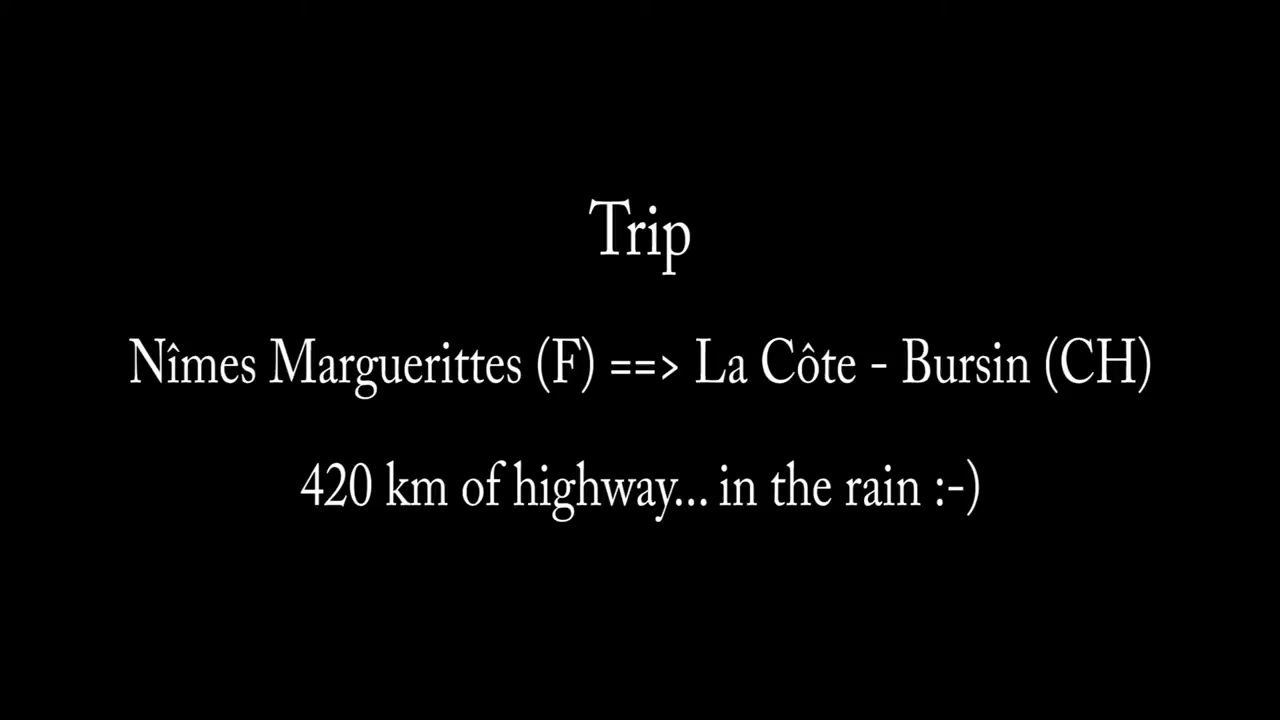 Trip
Nîmes Marguerittes (F) ==> La Côte - Bursin (CH)
420 km of highway... in the rain :-)